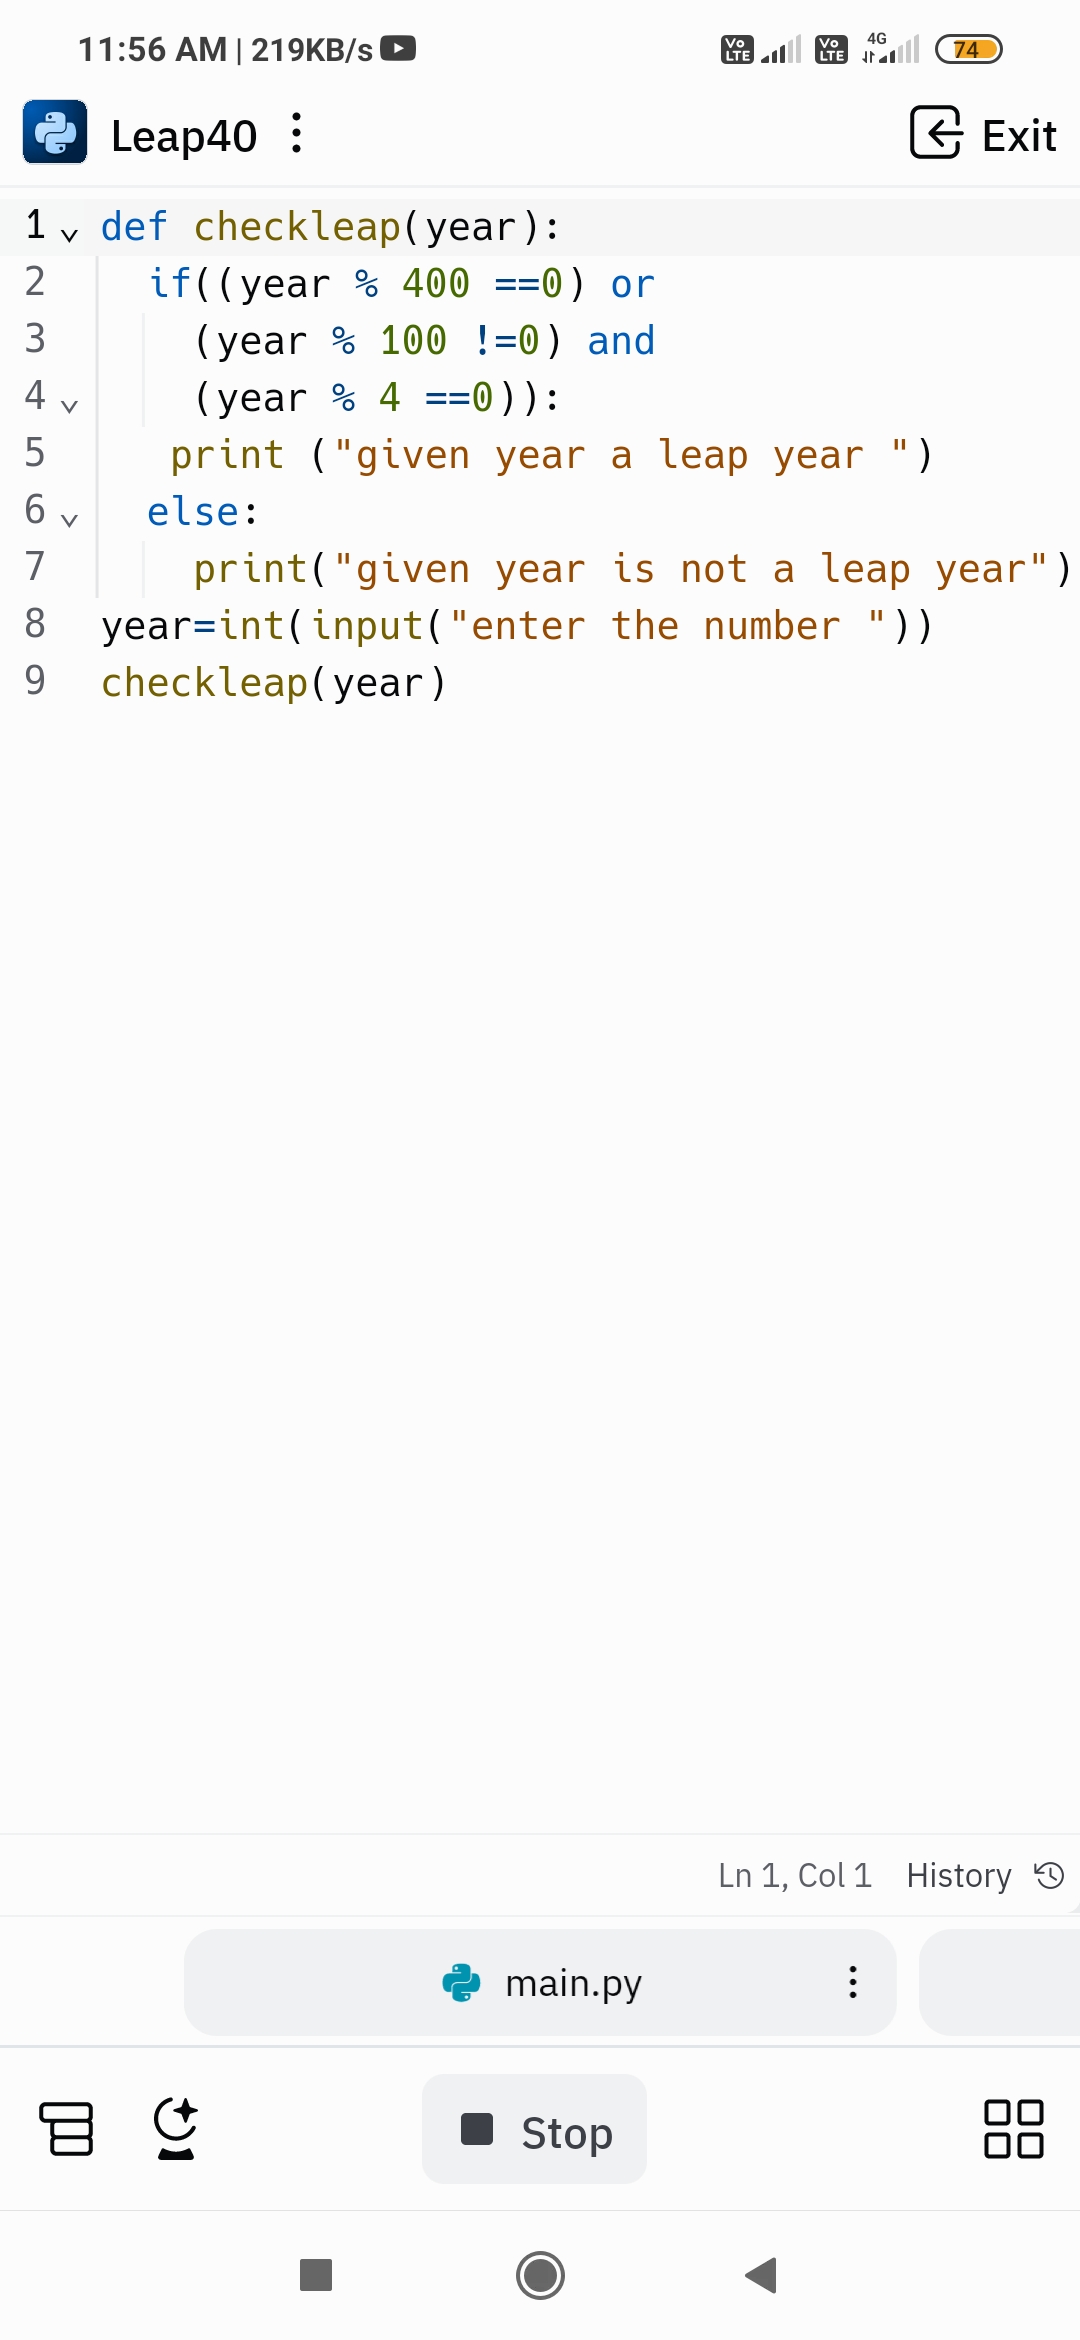 11:56 AM | 219KB/s Vo LTE Vo LTE 4G 74
Leap40 Exit
1 def checkleap(year):
2 if((year % 400 ==0) or
3 (year % 100 !=0) and
4 (year % 4 ==0)):
5 print ("given year a leap year ")
6 else:
7 print("given year is not a leap year")
8 year=int(input("enter the number "))
9 checkleap(year)
Ln 1, Col 1 History
main.py
Stop